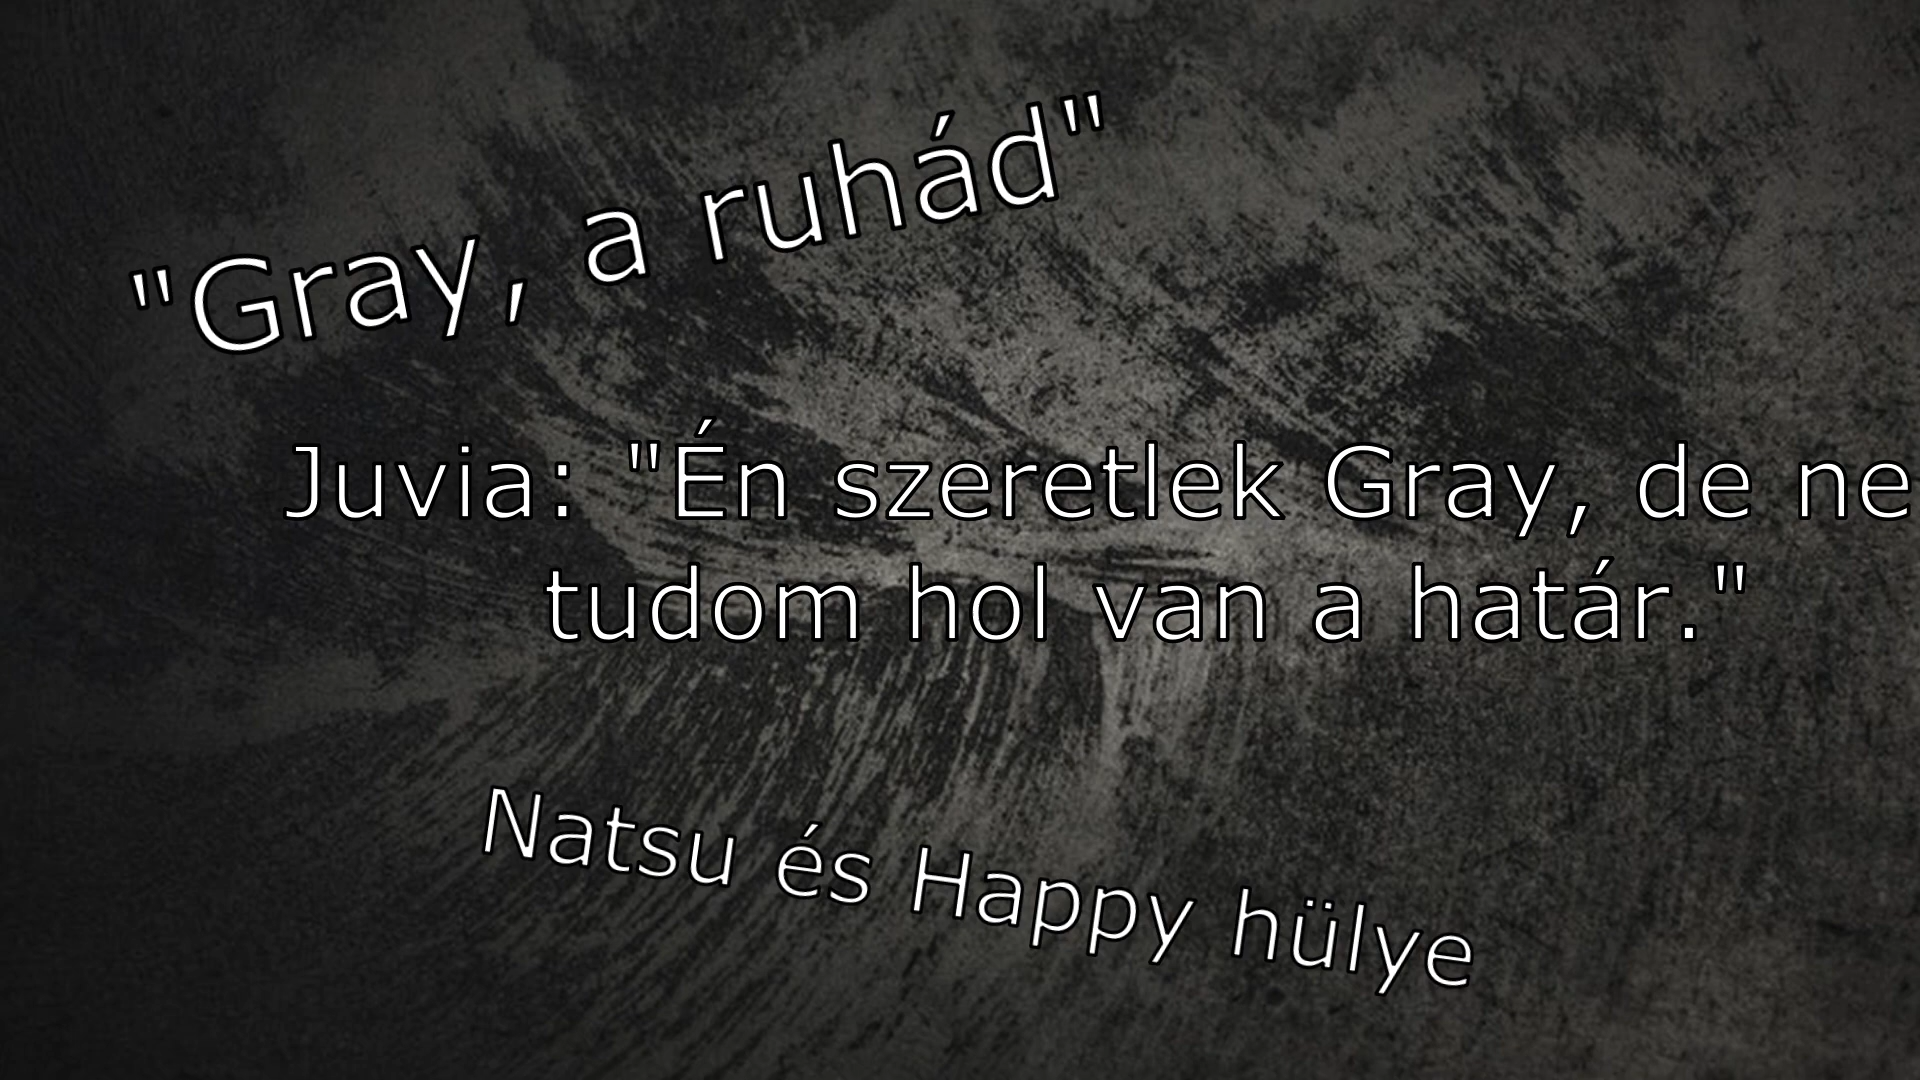 "Gray, a ruhád"
Juvia: "Én szeretlek Gray, de ne
tudom hol van a határ."
Natsu és Happy hülye